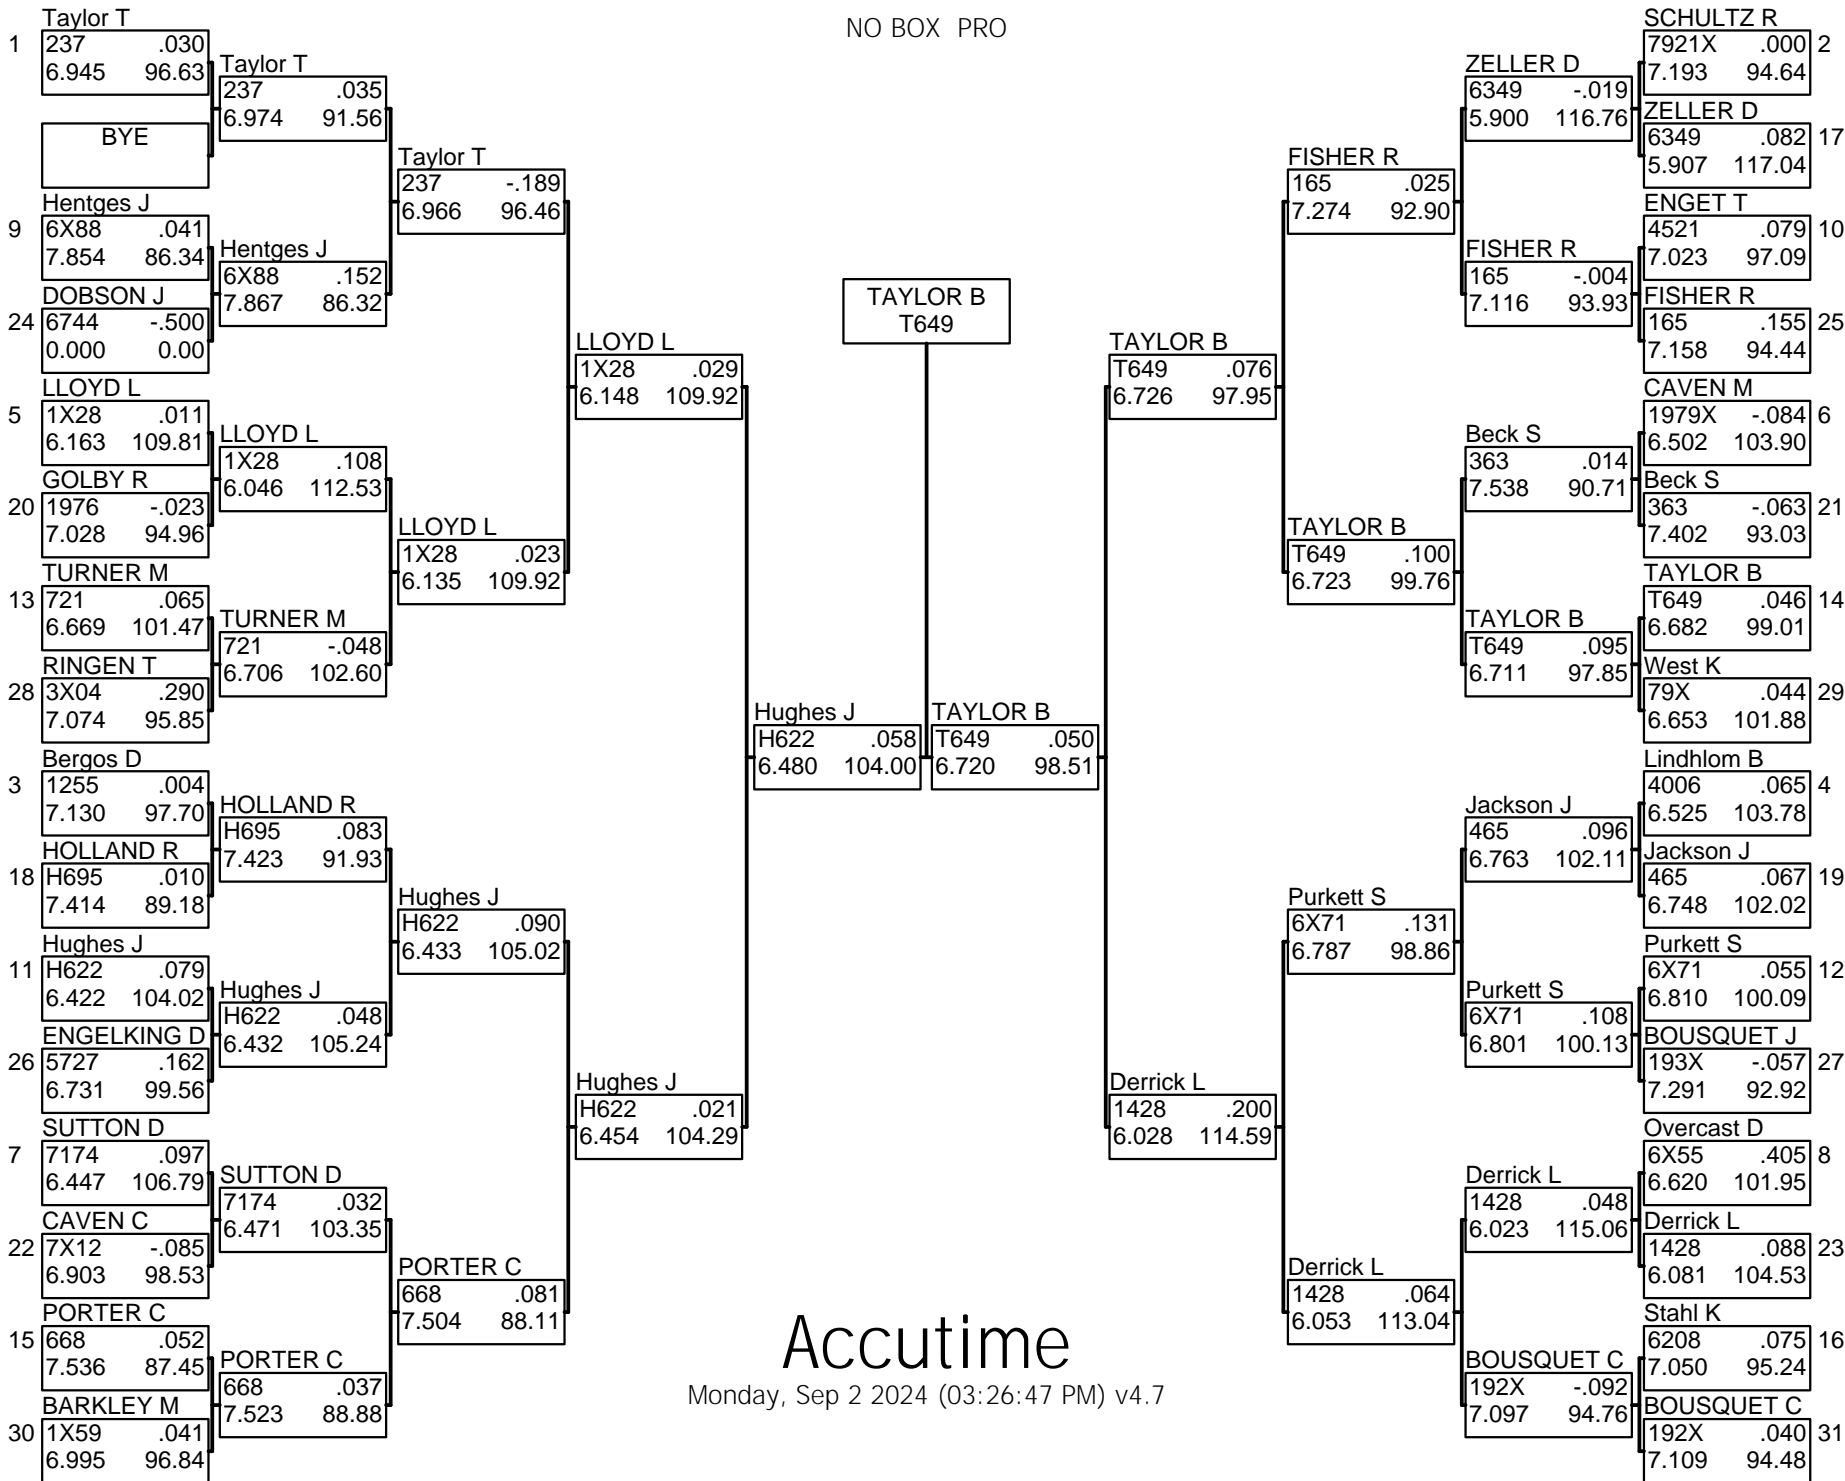 NO BOX PRO
Taylor T
1 237 .030
6.945 96.63
BYE
Hentges J
9 6X88 .041
7.854 86.34
DOBSON J
24 6744 -.500
0.000 0.00
LLOYD L
5 1X28 .011
6.163 109.81
GOLBY R
20 1976 -.023
7.028 94.96
TURNER M
13 721 .065
6.669 101.47
RINGEN T
28 3X04 .290
7.074 95.85
Bergos D
3 1255 .004
7.130 97.70
HOLLAND R
18 H695 .010
7.414 89.18
Hughes J
11 H622 .079
6.422 104.02
ENGELKING D
26 5727 .162
6.731 99.56
SUTTON D
7 7174 .097
6.447 106.79
CAVEN C
22 7X12 -.085
6.903 98.53
PORTER C
15 668 .052
7.536 87.45
BARKLEY M
30 1X59 .041
6.995 96.84
Taylor T
237 .035
6.974 91.56
Hentges J
6X88 .152
7.867 86.32
LLOYD L
1X28 .108
6.046 112.53
TURNER M
721 -.048
6.706 102.60
HOLLAND R
H695 .083
7.423 91.93
Hughes J
H622 .048
6.432 105.24
SUTTON D
7174 .032
6.471 103.35
PORTER C
668 .037
7.523 88.88
Taylor T
237 -.189
6.966 96.46
LLOYD L
1X28 .023
6.135 109.92
Hughes J
H622 .090
6.433 105.02
PORTER C
668 .081
7.504 88.11
LLOYD L
1X28 .029
6.148 109.92
Hughes J
H622 .021
6.454 104.29
Hughes J
H622 .058
6.480 104.00
TAYLOR B
T649
TAYLOR B
T649 .050
6.720 98.51
TAYLOR B
T649 .076
6.726 97.95
Derrick L
1428 .200
6.028 114.59
FISHER R
165 .025
7.274 92.90
TAYLOR B
T649 .100
6.723 99.76
Purkett S
6X71 .131
6.787 98.86
Derrick L
1428 .064
6.053 113.04
ZELLER D
6349 -.019
5.900 116.76
FISHER R
165 -.004
7.116 93.93
Beck S
363 .014
7.538 90.71
TAYLOR B
T649 .095
6.711 97.85
Jackson J
465 .096
6.763 102.11
Purkett S
6X71 .108
6.801 100.13
Derrick L
1428 .048
6.023 115.06
BOUSQUET C
192X -.092
7.097 94.76
SCHULTZ R
7921X .000 2
7.193 94.64
ZELLER D
6349 .082 17
5.907 117.04
ENGET T
4521 .079 10
7.023 97.09
FISHER R
165 .155 25
7.158 94.44
CAVEN M
1979X -.084 6
6.502 103.90
Beck S
363 -.063 21
7.402 93.03
TAYLOR B
T649 .046 14
6.682 99.01
West K
79X .044 29
6.653 101.88
Lindhlom B
4006 .065 4
6.525 103.78
Jackson J
465 .067 19
6.748 102.02
Purkett S
6X71 .055 12
6.810 100.09
BOUSQUET J
193X -.057 27
7.291 92.92
Overcast D
6X55 .405 8
6.620 101.95
Derrick L
1428 .088 23
6.081 104.53
Stahl K
6208 .075 16
7.050 95.24
BOUSQUET C
192X .040 31
7.109 94.48
Accutime
Monday, Sep 2 2024 (03:26:47 PM) v4.7